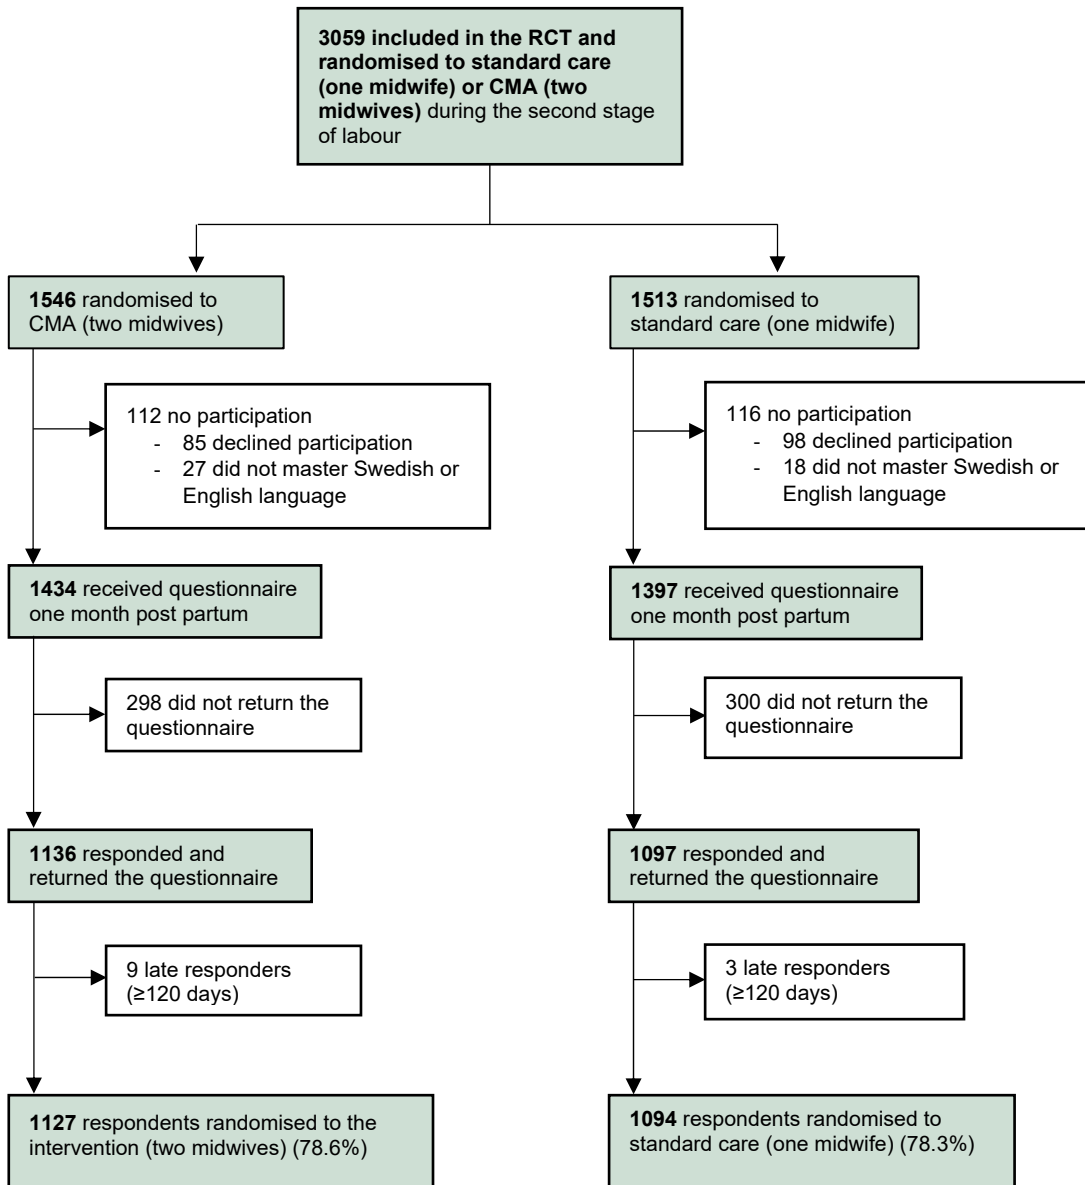 3059 included in the RCT and
randomised to standard care
(one midwife) or CMA (two
midwives) during the second stage
of labour
1546 randomised to
CMA (two midwives)
1513 randomised to
standard care (one midwife)
112 no participation
- 85 declined participation
- 27 did not master Swedish or
English language
116 no participation
- 98 declined participation
- 18 did not master Swedish or
English language
1434 received questionnaire
one month post partum
1397 received questionnaire
one month post partum
298 did not return the
questionnaire
300 did not return the
questionnaire
1136 responded and
returned the questionnaire
1097 responded and
returned the questionnaire
9 late responders
(≥120 days)
3 late responders
(≥120 days)
1127 respondents randomised to the
intervention (two midwives) (78.6%)
1094 respondents randomised to
standard care (one midwife) (78.3%)